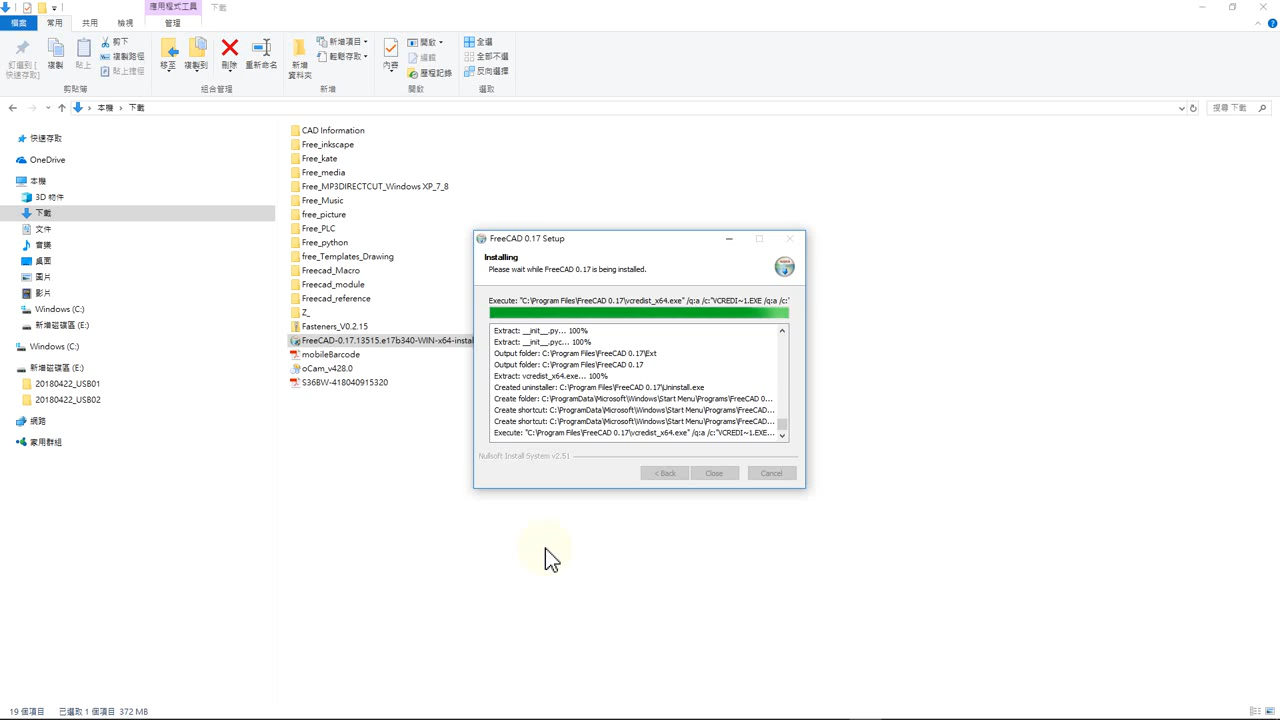 應用程式工具
下載
檔案
常用
共用
檢視
管理
釘選到 [
快速存取]
複製
貼上
剪下
複製路徑
貼上捷徑
剪貼簿
移至
複製到
刪除
重新命名
組合管理
新增
資料夾
新增項目
輕鬆存取
新增
內容
開啟
編輯
歷程記錄
開啟
全選
全部不選
反向選擇
選取
本機 > 下載
搜尋 下載
快速存取
OneDrive
本機
3D 物件
下載
文件
音樂
桌面
圖片
影片
Windows (C:)
新增磁碟區 (E:)
Windows (C:)
新增磁碟區 (E:)
20180422_USB01
20180422_USB02
網路
家用群組
CAD Information
Free_inkscape
Free_kate
Free_media
Free_MP3DIRECTCUT_Windows XP_7_8
Free_Music
free_picture
Free_PLC
Free_python
free_Templates_Drawing
Freecad_Macro
Freecad_module
Freecad_reference
Z_
Fasteners_V0.2.15
FreeCAD-0.17.13515.e17b340-WIN-x64-instal
mobileBarcode
oCam_v428.0
S36BW-418040915320
FreeCAD 0.17 Setup
Installing
Please wait while FreeCAD 0.17 is being installed.
Execute: "C:\Program Files\FreeCAD 0.17\vcredist_x64.exe" /q:a /c:"VCREDI~1.EXE /q:a /c:"
Extract: __init__.py... 100%
Extract: __init__.pyc... 100%
Output folder: C:\Program Files\FreeCAD 0.17\Ext
Output folder: C:\Program Files\FreeCAD 0.17
Extract: vcredist_x64.exe... 100%
Created uninstaller: C:\Program Files\FreeCAD 0.17\Uninstall.exe
Create folder: C:\ProgramData\Microsoft\Windows\Start Menu\Programs\FreeCAD 0...
Create shortcut: C:\ProgramData\Microsoft\Windows\Start Menu\Programs\FreeCAD...
Create shortcut: C:\ProgramData\Microsoft\Windows\Start Menu\Programs\FreeCAD...
Execute: "C:\Program Files\FreeCAD 0.17\vcredist_x64.exe" /q:a /c:"VCREDI~1.EXE...
Nullsoft Install System v2.51
< Back
Close
Cancel
19 個項目
已選取 1 個項目 372 MB